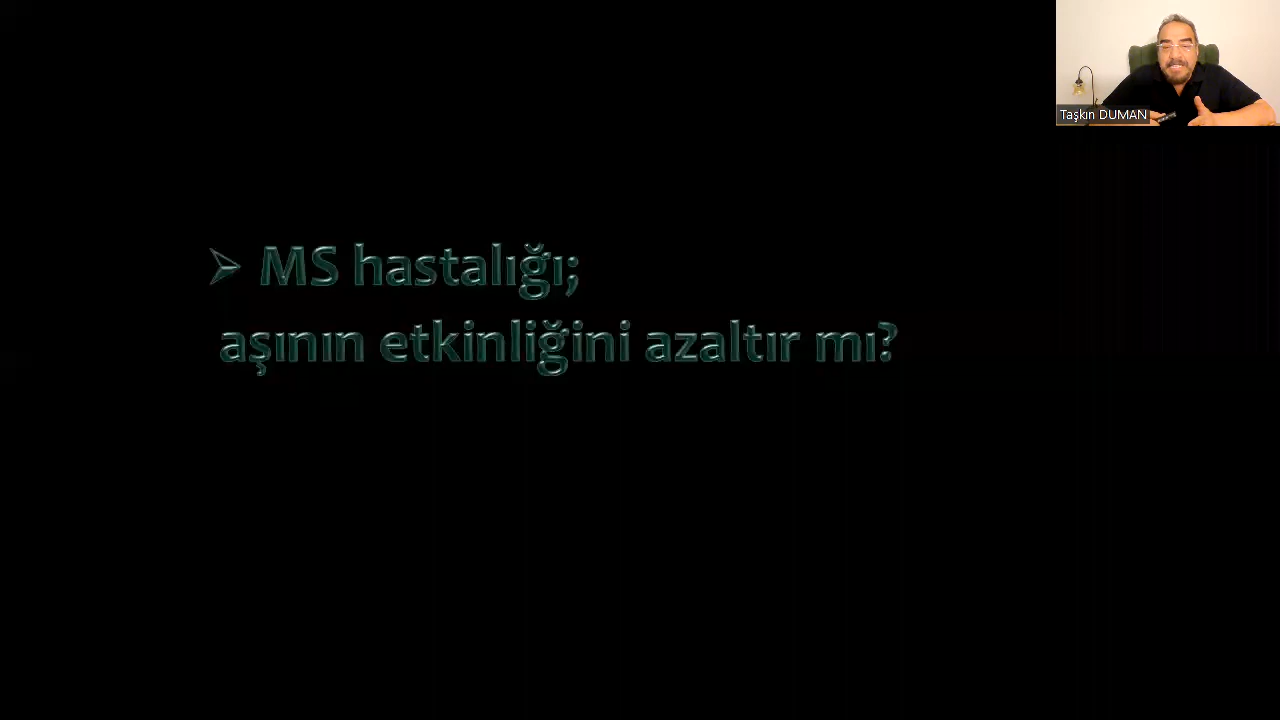 Taşkın DUMAN
➢ MS hastalığı;
aşının etkinliğini azaltır mı?